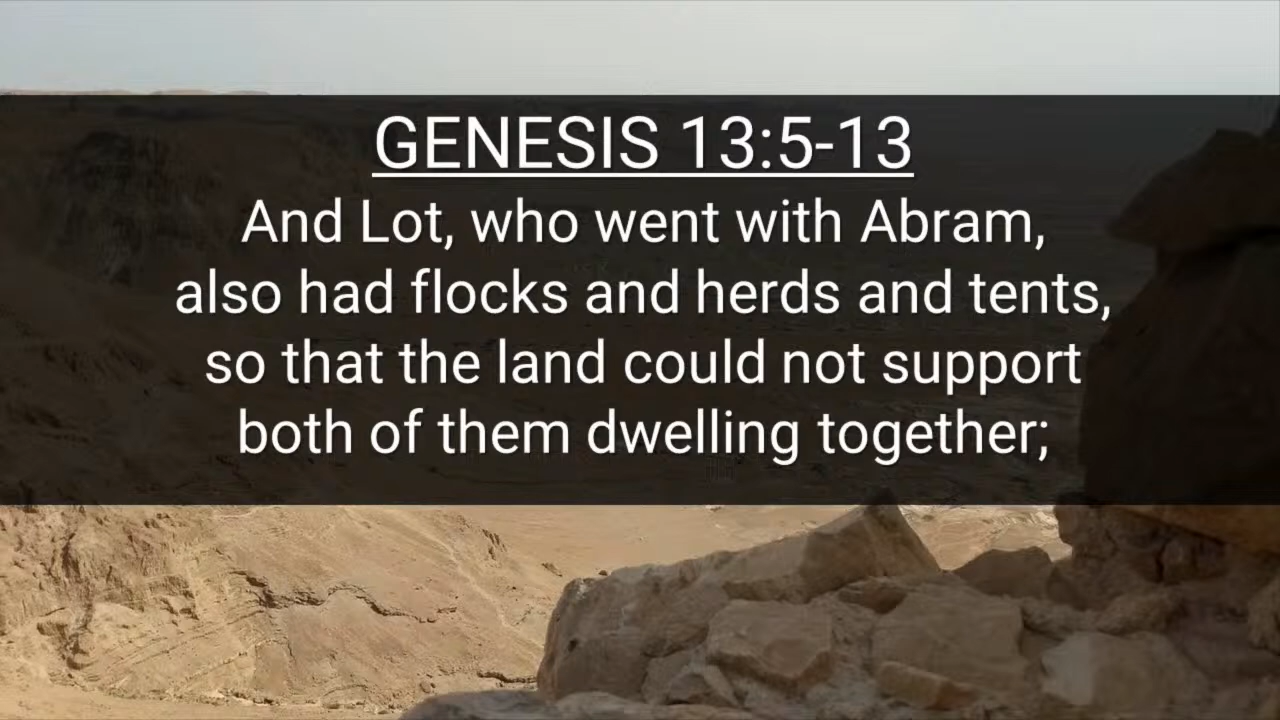 GENESIS 13:5-13
And Lot, who went with Abram,
also had flocks and herds and tents,
so that the land could not support
both of them dwelling together;